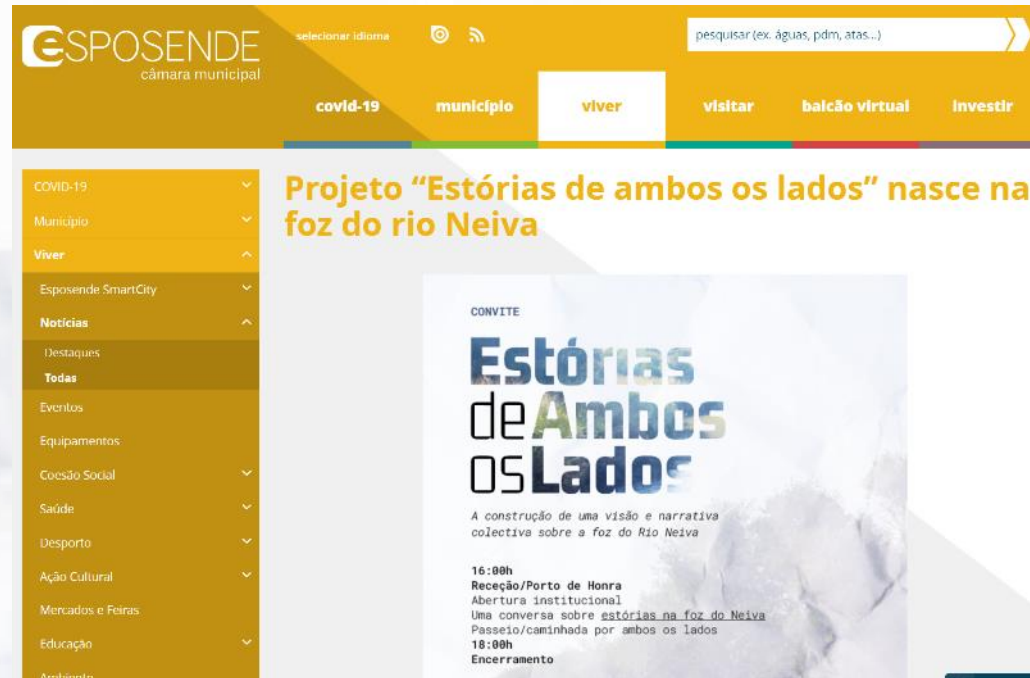 eSPOSENDE
câmara municipal
selecionar idioma
pesquisar (ex. águas, pdm, atas...)
covid-19
município
viver
visitar
balcão virtual
investir
COVID-19
Município
Viver
Esposende SmartCity
Notícias
Destaques
Todas
Eventos
Equipamentos
Coesão Social
Saúde
Desporto
Ação Cultural
Mercados e Feiras
Educação
Ambiente
Projeto “Estórias de ambos os lados” nasce na
foz do rio Neiva
CONVITE
Estórias
de Ambos
os Lados
A construção de uma visão e narrativa
colectiva sobre a foz do Rio Neiva
16:00h
Receção/Porto de Honra
Abertura institucional
Uma conversa sobre estórias na foz do Neiva
Passeio/caminhada por ambos os lados
18:00h
Encerramento